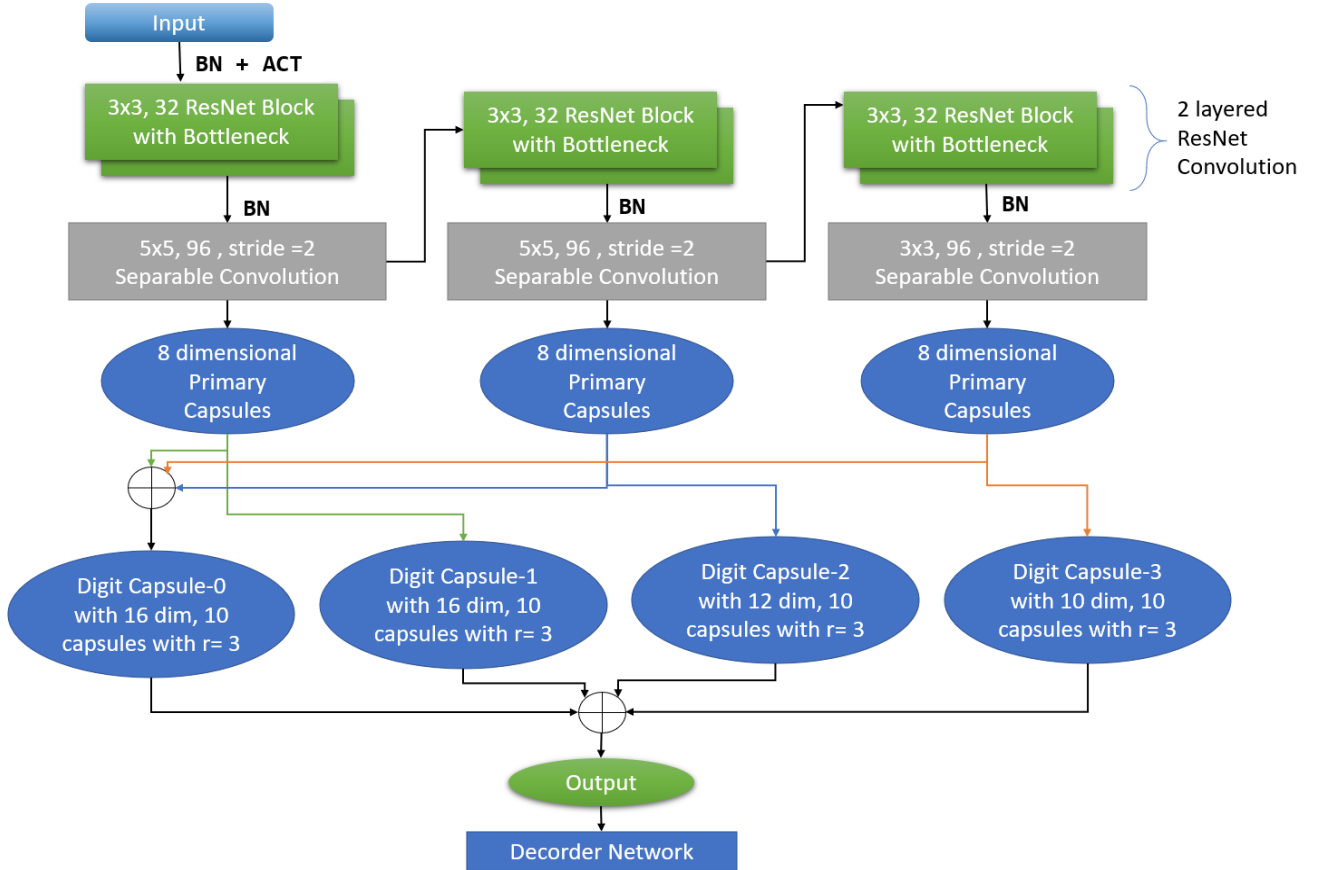 Input
BN + ACT
3x3, 32 ResNet Block
with Bottleneck
3x3, 32 ResNet Block
with Bottleneck
3x3, 32 ResNet Block
with Bottleneck
2 layered
ResNet
Convolution
BN
BN
BN
5x5, 96 , stride =2
Separable Convolution
5x5, 96 , stride =2
Separable Convolution
3x3, 96 , stride =2
Separable Convolution
8 dimensional
Primary
Capsules
8 dimensional
Primary
Capsules
8 dimensional
Primary
Capsules
Digit Capsule-0
with 16 dim, 10
capsules with r= 3
Digit Capsule-1
with 16 dim, 10
capsules with r= 3
Digit Capsule-2
with 12 dim, 10
capsules with r= 3
Digit Capsule-3
with 10 dim, 10
capsules with r= 3
Output
Decorder Network